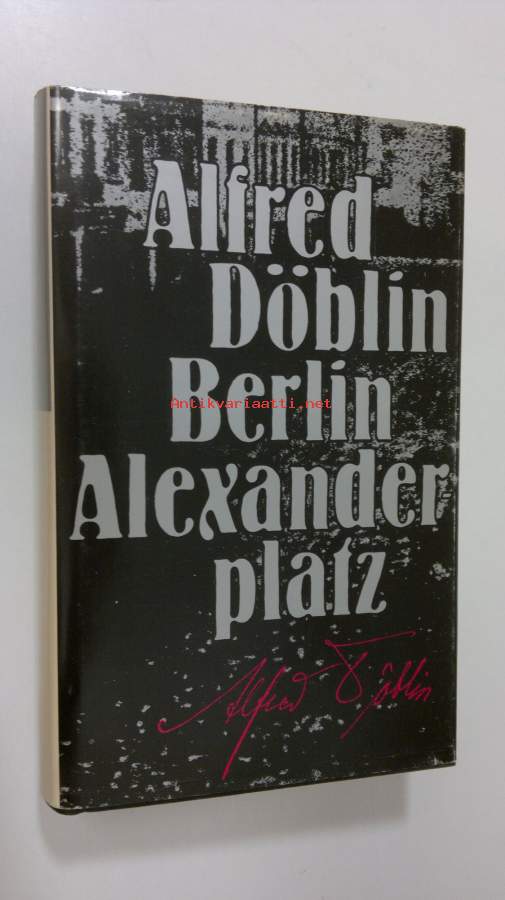 Alfred
Döblin
Berlin
Antikvariaatti.net
Alexander
platz
Alfred Döblin